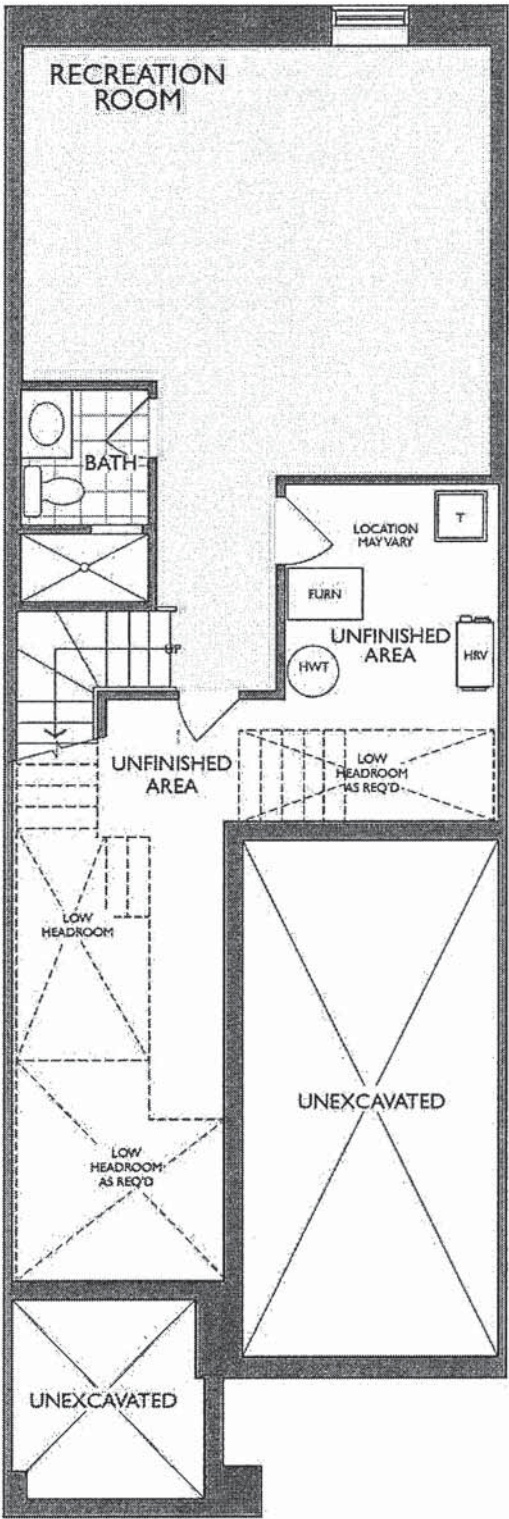 RECREATION
ROOM
BATH
LOCATION
MAY VARY
T
FURN
UNFINISHED
AREA
HRV
HWT
UP
UNFINISHED
AREA
LOW
HEADROOM
AS REQ'D
LOW
HEADROOM
UNEXCAVATED
LOW
HEADROOM
AS REQ'D
UNEXCAVATED